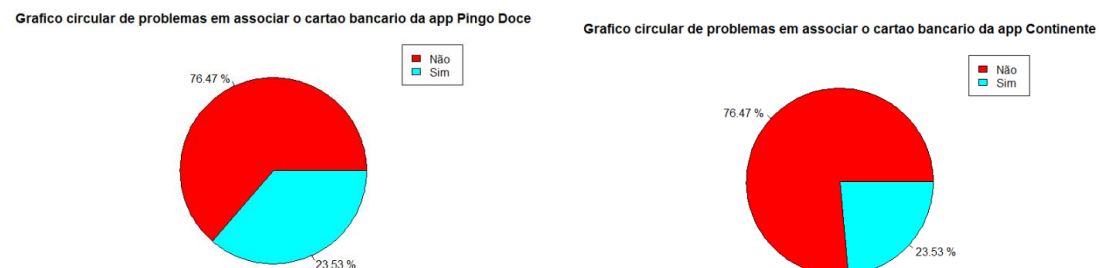 Grafico circular de problemas em associar o cartao bancario da app Pingo Doce
Não
Sim
76.47 %
23.53 %
Grafico circular de problemas em associar o cartao bancario da app Continente
Não
Sim
76.47 %
23.53 %